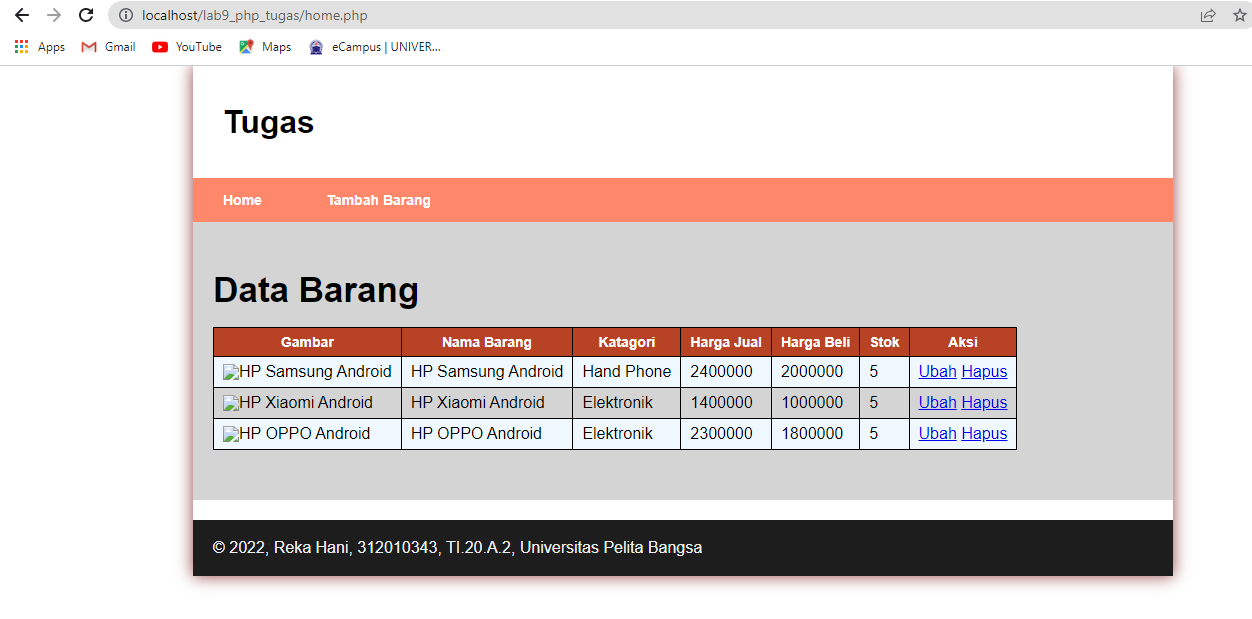 localhost/lab9_php_tugas/home.php
Apps Gmail YouTube Maps eCampus | UNIVER...
Tugas
Home Tambah Barang
Data Barang
Gambar Nama Barang Katagori Harga Jual Harga Beli Stok Aksi
HP Samsung Android HP Samsung Android Hand Phone 2400000 2000000 5 Ubah Hapus
HP Xiaomi Android HP Xiaomi Android Elektronik 1400000 1000000 5 Ubah Hapus
HP OPPO Android HP OPPO Android Elektronik 2300000 1800000 5 Ubah Hapus
© 2022, Reka Hani, 312010343, TI.20.A.2, Universitas Pelita Bangsa